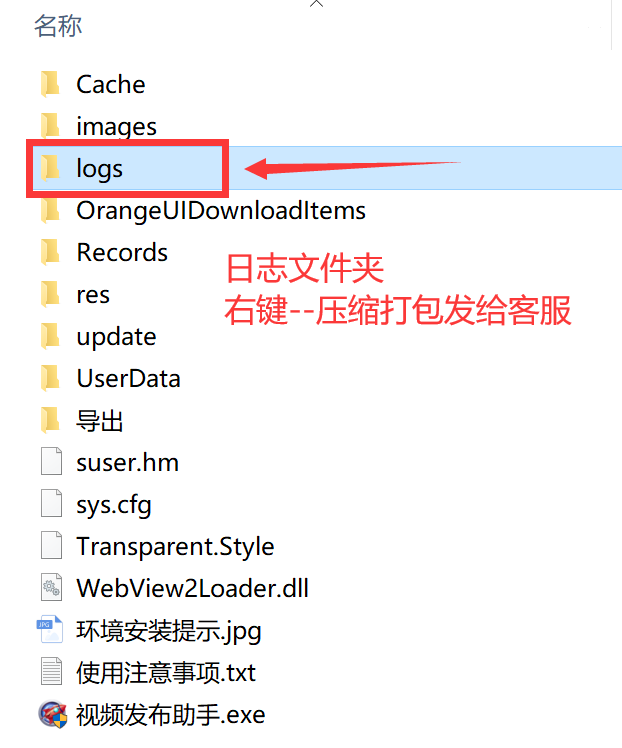 名称
Cache
images
logs
OrangeUIDownloadItems
Records
日志文件夹
res
右键--压缩打包发给客服
update
UserData
导出
suser.hm
sys.cfg
Transparent.Style
WebView2Loader.dll
JPG
环境安装提示.jpg
使用注意事项.txt
视频发布助手.exe